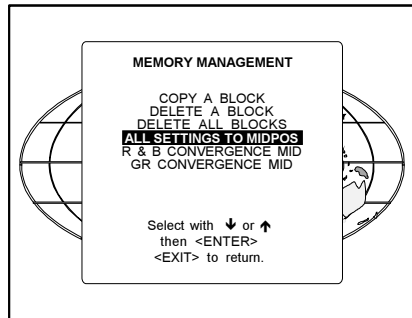 MEMORY MANAGEMENT
COPY A BLOCK
DELETE A BLOCK
DELETE ALL BLOCKS
ALL SETTINGS TO MIDPOS
R & B CONVERGENCE MID
GR CONVERGENCE MID
Select with ↓ or ↑
then <ENTER>
<EXIT> to return.